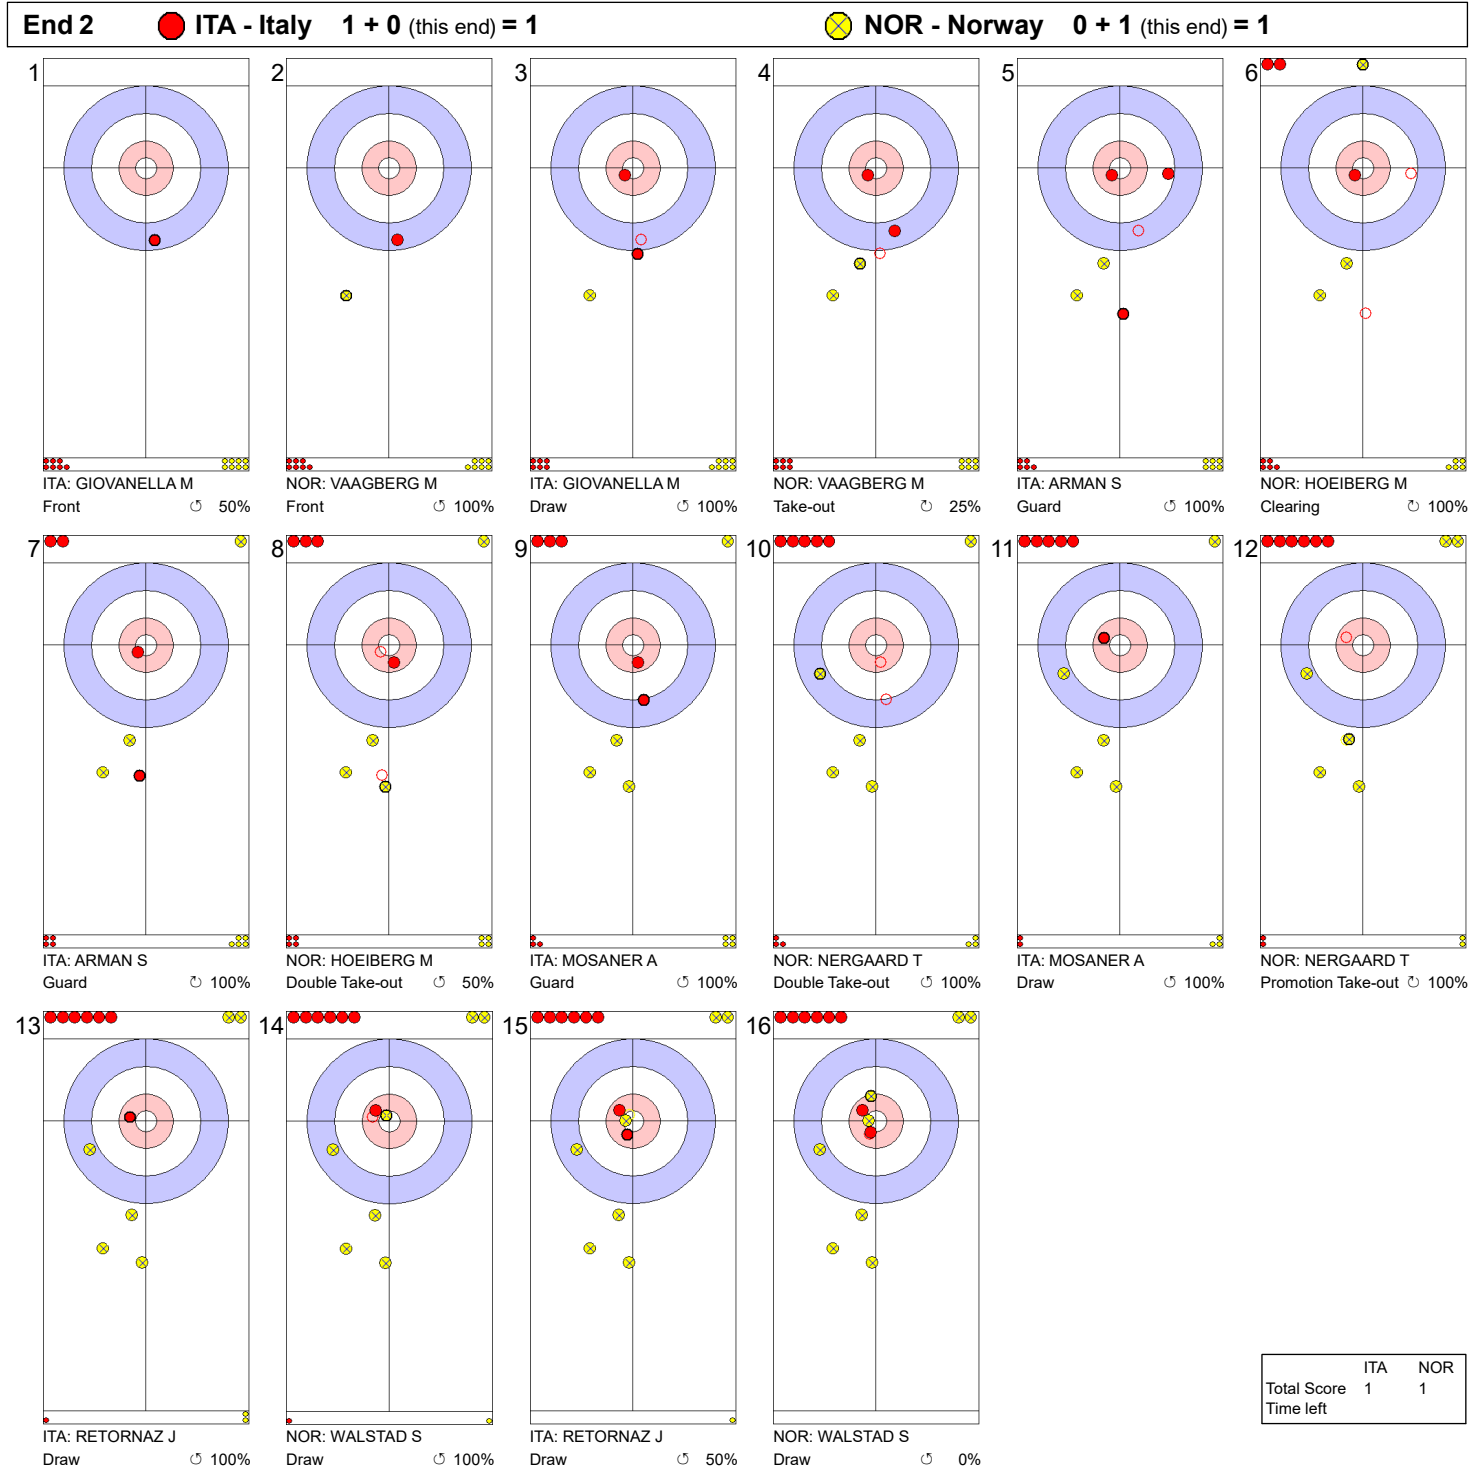 End 2 ITA - Italy 1 + 0 (this end) = 1 NOR - Norway 0 + 1 (this end) = 1
1 2 3 4 5 6
ITA: GIOVANELLA M NOR: VAAGBERG M ITA: GIOVANELLA M NOR: VAAGBERG M ITA: ARMAN S NOR: HOEIBERG M
Front ↺ 50% Front ↺ 100% Draw ↺ 100% Take-out ↻ 25% Guard ↺ 100% Clearing ↻ 100%
7 8 9 10 11 12
ITA: ARMAN S NOR: HOEIBERG M ITA: MOSANER A NOR: NERGAARD T ITA: MOSANER A NOR: NERGAARD T
Guard ↻ 100% Double Take-out ↺ 50% Guard ↺ 100% Double Take-out ↺ 100% Draw ↺ 100% Promotion Take-out ↻ 100%
13 14 15 16
ITA: RETORNAZ J NOR: WALSTAD S ITA: RETORNAZ J NOR: WALSTAD S
Draw ↺ 100% Draw ↺ 100% Draw ↺ 50% Draw ↺ 0%
ITA NOR
Total Score 1 1
Time left